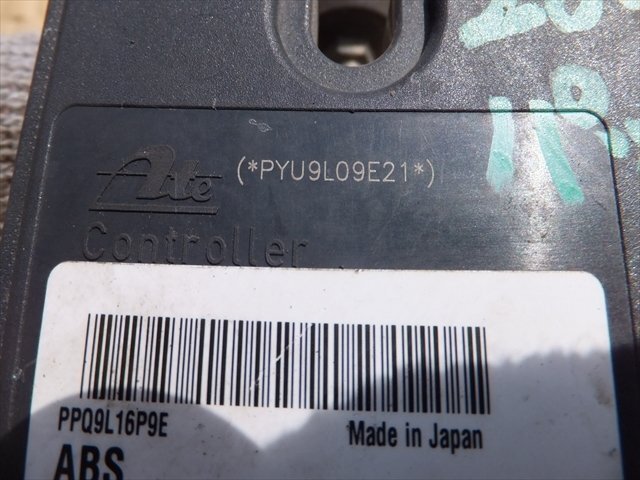 Ate (*PYU9L09E21*)
Controller
PPQ9L16P9E
Made in Japan
ABS